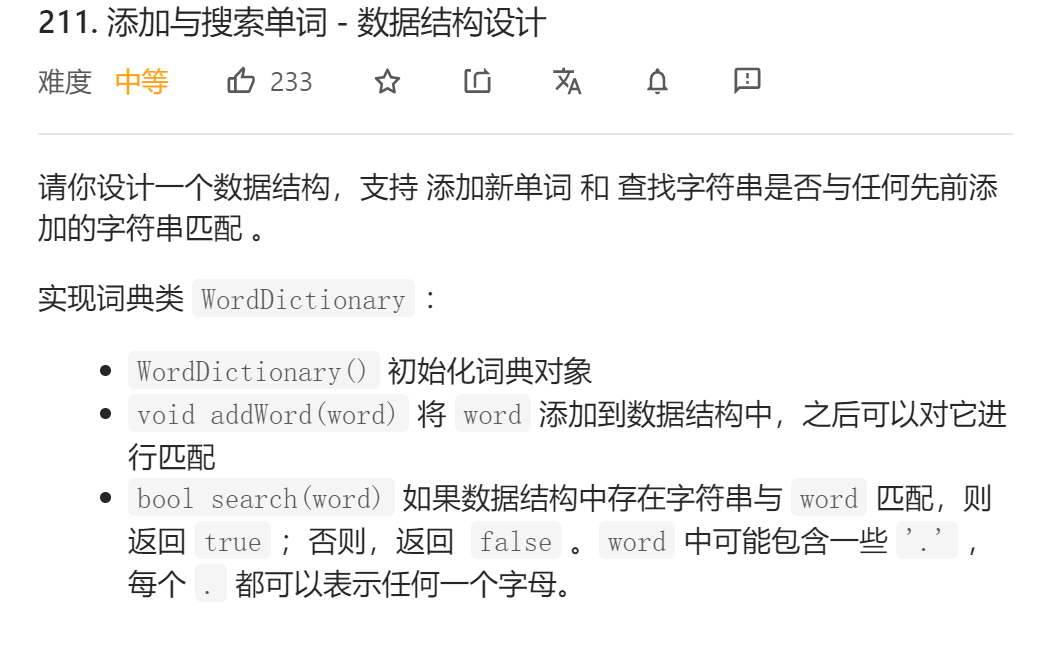 211. 添加与搜索单词 - 数据结构设计
难度 中等 233
请你设计一个数据结构，支持 添加新单词 和 查找字符串是否与任何先前添
加的字符串匹配 。
实现词典类 WordDictionary ：
WordDictionary() 初始化词典对象
void addWord(word) 将 word 添加到数据结构中，之后可以对它进
行匹配
bool search(word) 如果数据结构中存在字符串与 word 匹配，则
返回 true ；否则，返回 false 。word 中可能包含一些 '.' ，
每个 . 都可以表示任何一个字母。